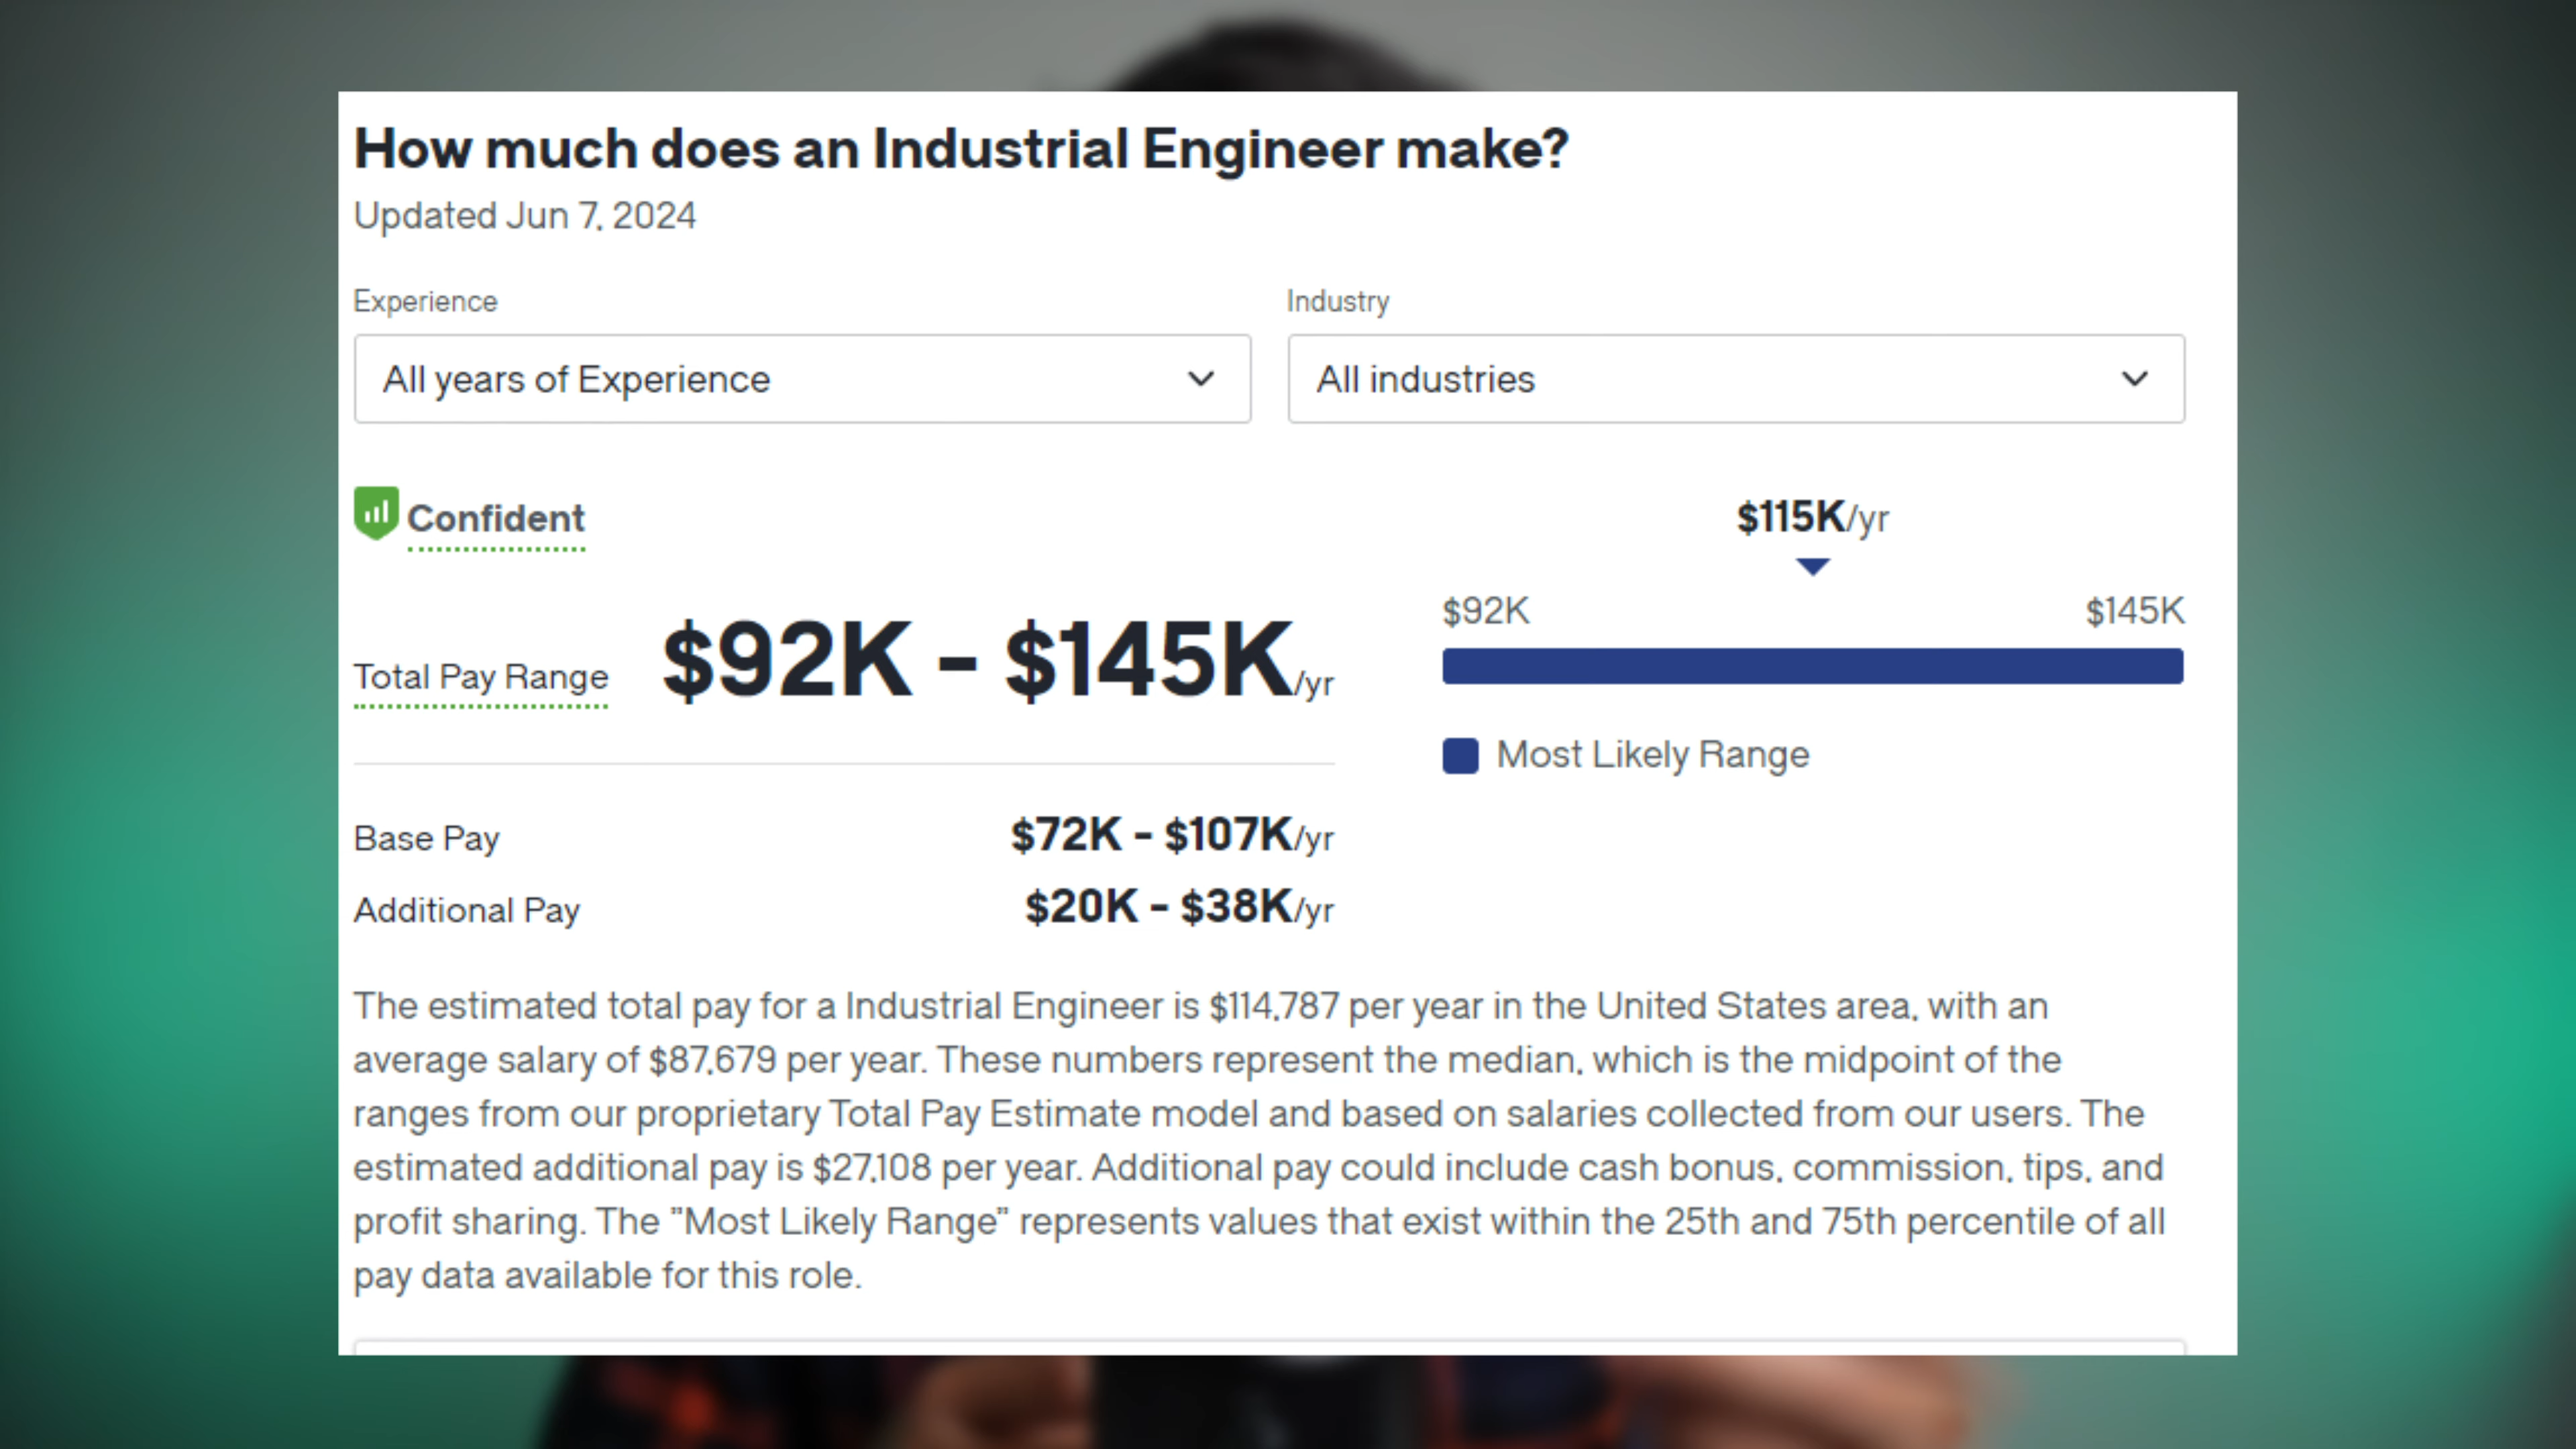 How much does an Industrial Engineer make?
Updated Jun 7, 2024
Experience
Industry
All years of Experience
All industries
Confident
$115K/yr
$92K
$145K
Total Pay Range
$92K - $145K/yr
Most Likely Range
Base Pay
$72K - $107K/yr
Additional Pay
$20K - $38K/yr
The estimated total pay for a Industrial Engineer is $114,787 per year in the United States area, with an
average salary of $87,679 per year. These numbers represent the median, which is the midpoint of the
ranges from our proprietary Total Pay Estimate model and based on salaries collected from our users. The
estimated additional pay is $27,108 per year. Additional pay could include cash bonus, commission, tips, and
profit sharing. The "Most Likely Range" represents values that exist within the 25th and 75th percentile of all
pay data available for this role.